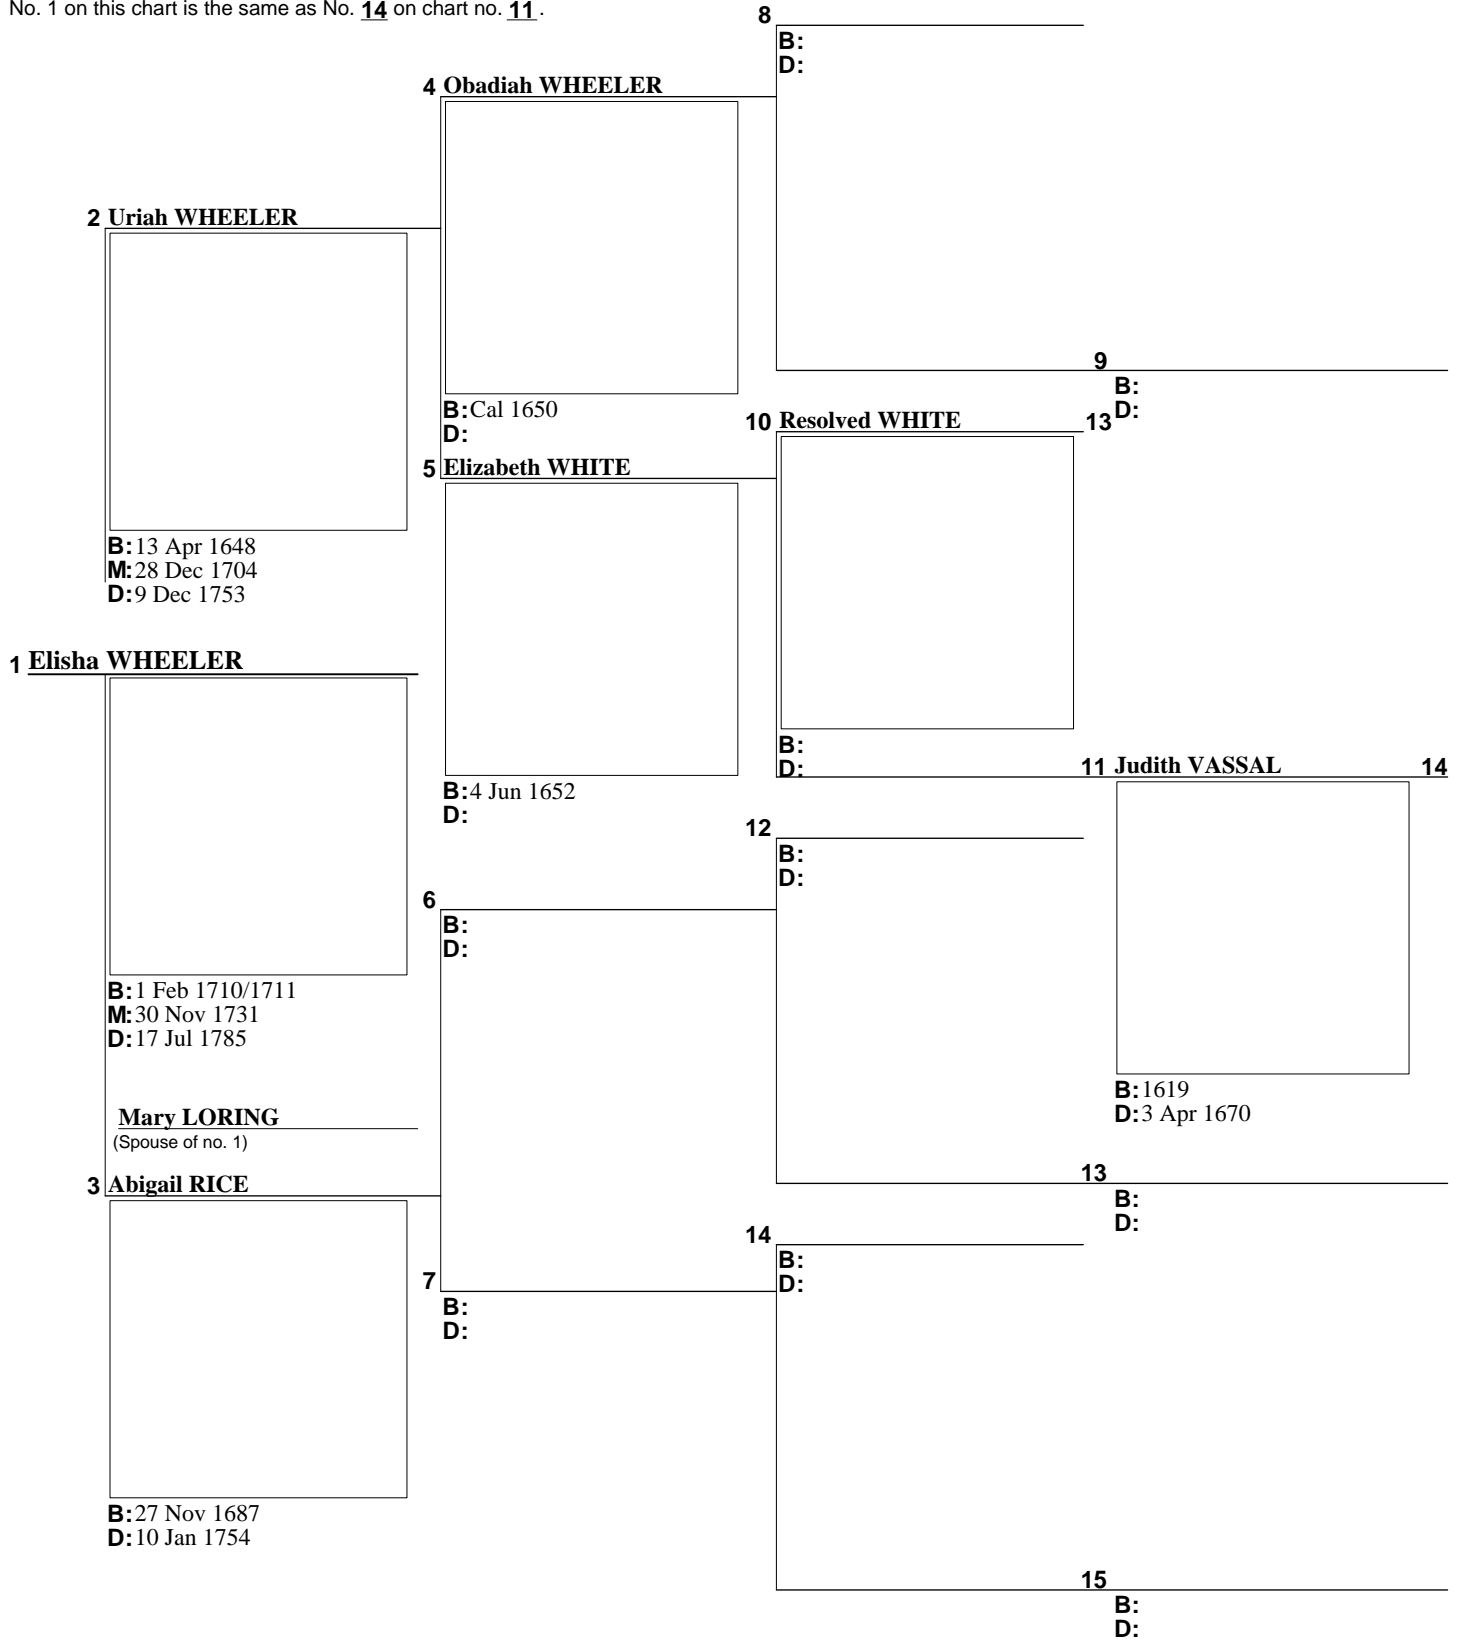 No. 1 on this chart is the same as No. 14 on chart no. 11 .
8
B:
D:
4 Obadiah WHEELER
B: Cal 1650
D:
2 Uriah WHEELER
B: 13 Apr 1648
M: 28 Dec 1704
D: 9 Dec 1753
9
B:
D:
10 Resolved WHITE 13
B:
D:
5 Elizabeth WHITE
B: 4 Jun 1652
D:
1 Elisha WHEELER
B: 1 Feb 1710/1711
M: 30 Nov 1731
D: 17 Jul 1785
Mary LORING
(Spouse of no. 1)
11 Judith VASSAL 14
B: 1619
D: 3 Apr 1670
12
B:
D:
6
B:
D:
3 Abigail RICE
B: 27 Nov 1687
D: 10 Jan 1754
13
B:
D:
14
B:
D:
7
B:
D:
15
B:
D: